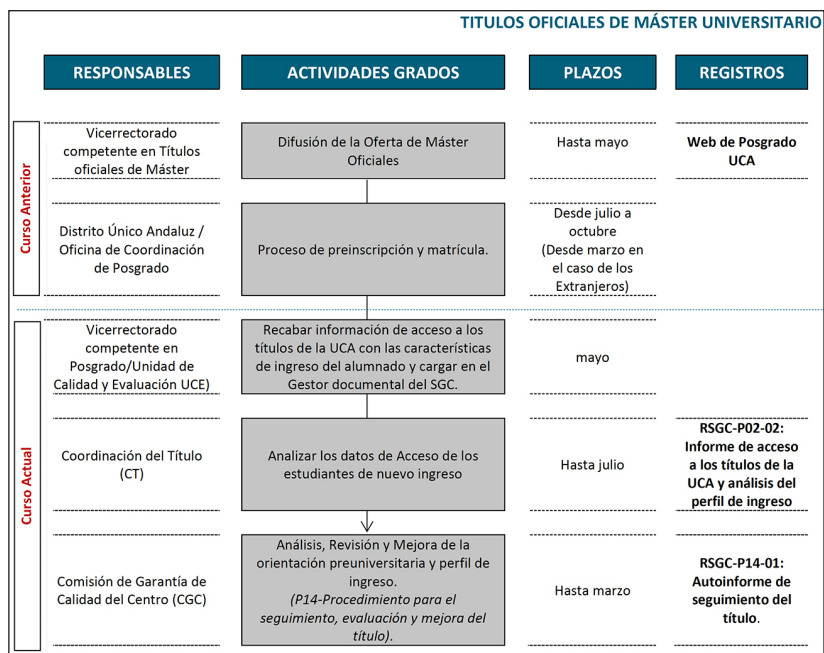 TITULOS OFICIALES DE MÁSTER UNIVERSITARIO
RESPONSABLES
ACTIVIDADES GRADOS
PLAZOS
REGISTROS
Curso Anterior
Vicerrectorado
competente en Títulos
oficiales de Máster
Difusión de la Oferta de Máster
Oficiales
Hasta mayo
Web de Posgrado
UCA
Distrito Único Andaluz /
Oficina de Coordinación
de Posgrado
Proceso de preinscripción y matrícula.
Desde julio a
octubre
(Desde marzo en
el caso de los
Extranjeros)
Curso Actual
Vicerrectorado
competente en
Posgrado/Unidad de
Calidad y Evaluación UCE)
Recabar información de acceso a los
títulos de la UCA con las características
de ingreso del alumnado y cargar en el
Gestor documental del SGC.
mayo
Coordinación del Título
(CT)
Analizar los datos de Acceso de los
estudiantes de nuevo ingreso
Hasta julio
RSGC-P02-02:
Informe de acceso
a los títulos de la
UCA y análisis del
perfil de ingreso
Comisión de Garantía de
Calidad del Centro (CGC)
Análisis, Revisión y Mejora de la
orientación preuniversitaria y perfil de
ingreso.
(P14-Procedimiento para el
seguimiento, evaluación y mejora del
título).
Hasta marzo
RSGC-P14-01:
Autoinforme de
seguimiento del
título.